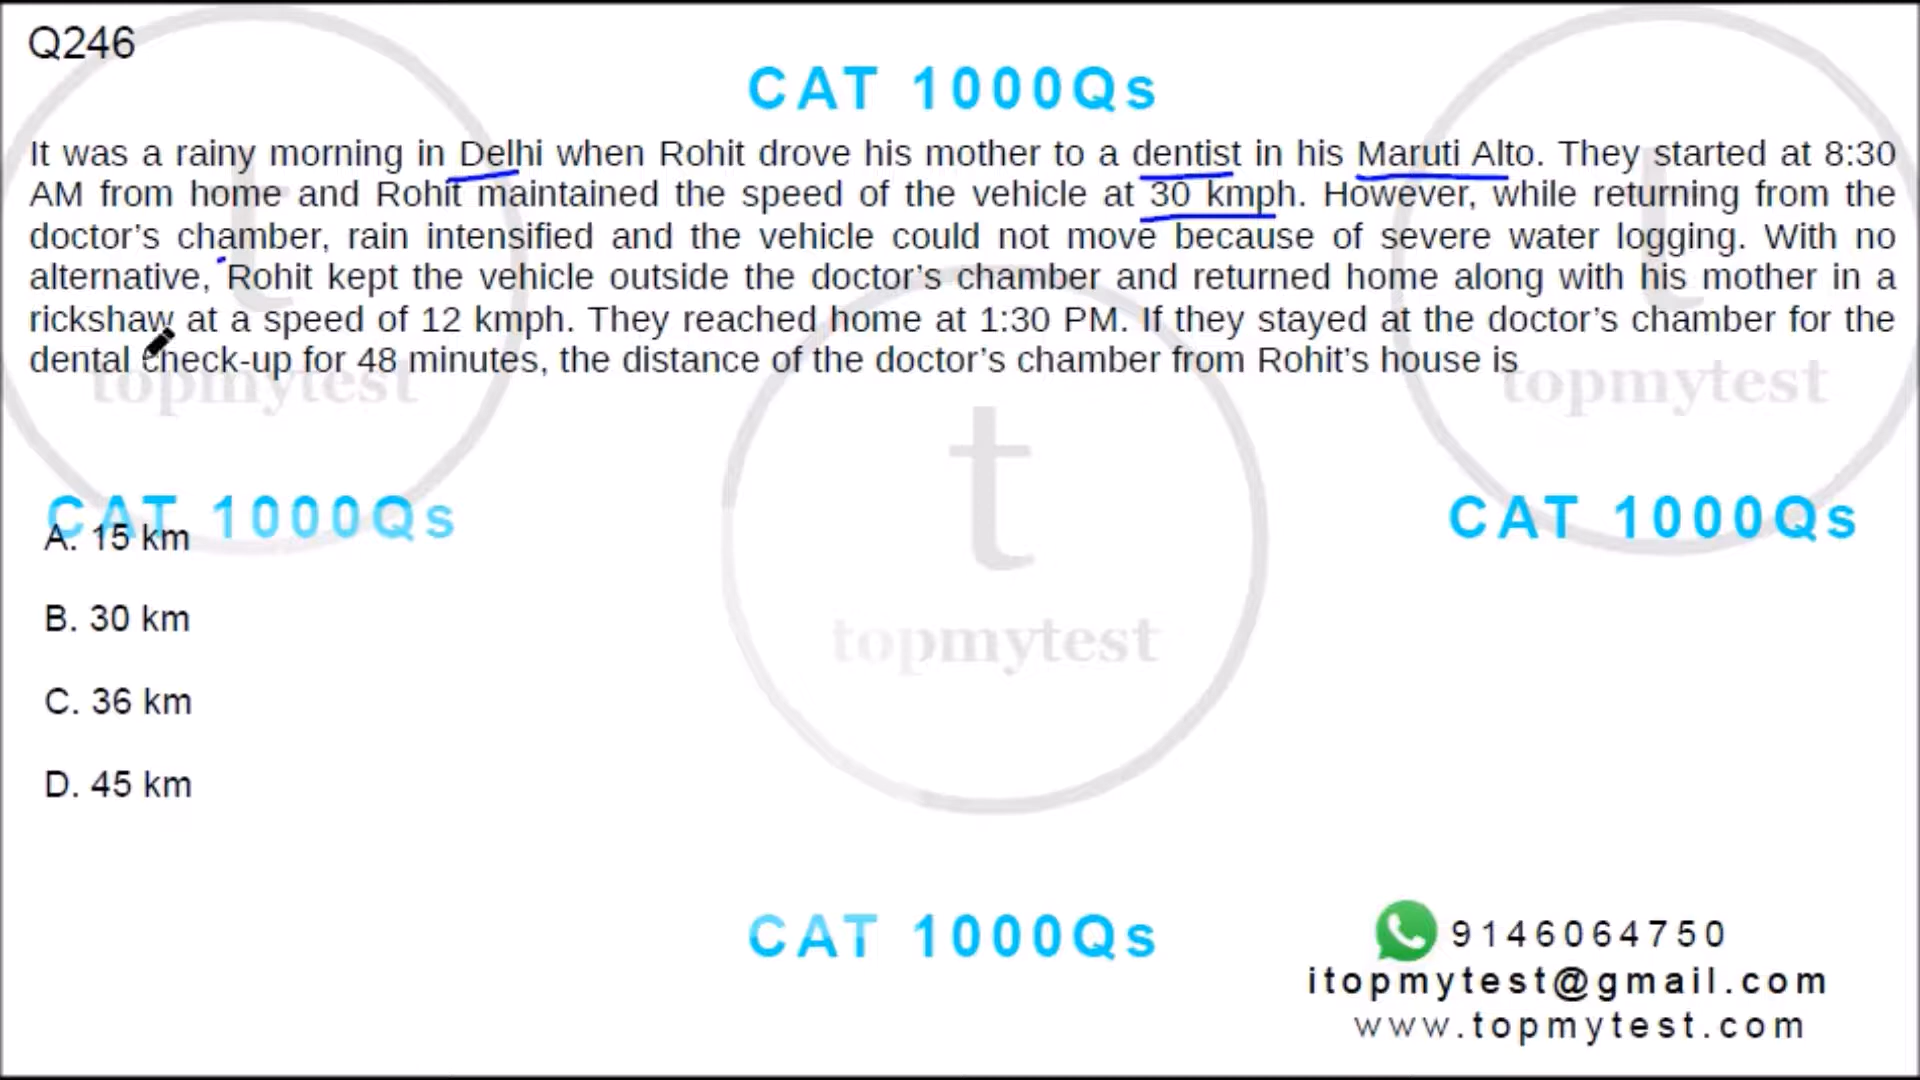 Q246
CAT 1000Qs
It was a rainy morning in Delhi when Rohit drove his mother to a dentist in his Maruti Alto. They started at 8:30
AM from home and Rohit maintained the speed of the vehicle at 30 kmph. However, while returning from the
doctor’s chamber, rain intensified and the vehicle could not move because of severe water logging. With no
alternative, Rohit kept the vehicle outside the doctor’s chamber and returned home along with his mother in a
rickshaw at a speed of 12 kmph. They reached home at 1:30 PM. If they stayed at the doctor’s chamber for the
dental check-up for 48 minutes, the distance of the doctor’s chamber from Rohit’s house is
t
topmytest
t
topmytest
t
topmytest
CAT 1000Qs
CAT 1000Qs
A. 15 km
B. 30 km
C. 36 km
D. 45 km
CAT 1000Qs
9146064750
itopmytest@gmail.com
www.topmytest.com